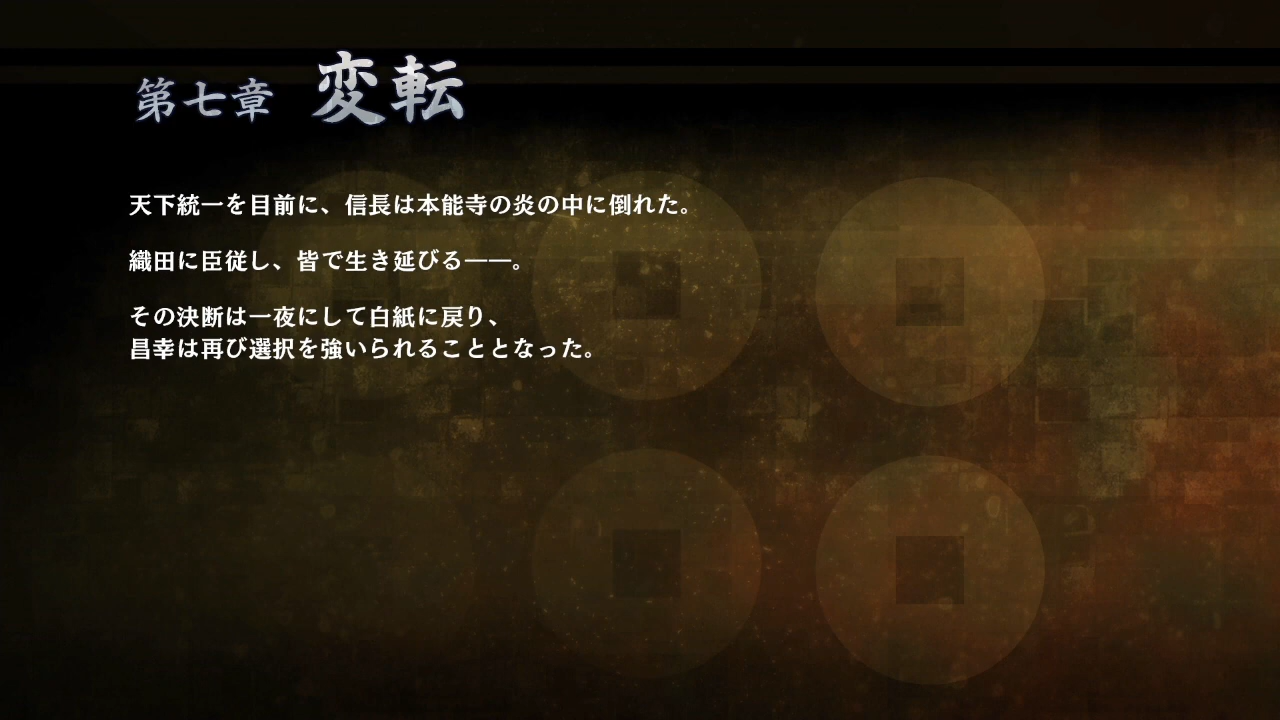 第七章 変転
天下統一を目前に、信長は本能寺の炎の中に倒れた。
織田に臣従し、皆で生き延びる――。
その決断は一夜にして白紙に戻り、
昌幸は再び選択を強いられることとなった。